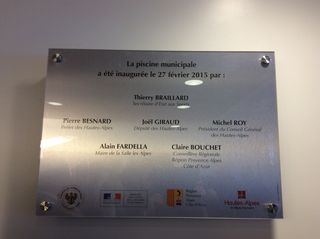 La piscine municipale
a été inaugurée le 27 février 2015 par :
Thierry BRAILLARD
Secrétaire d'État aux Sports
Pierre BESNARD
Préfet des Hautes-Alpes
Joël GIRAUD
Député des Hautes-Alpes
Michel ROY
Président du Conseil Général
des Hautes-Alpes
Alain FARDELLA
Maire de la Salle les Alpes
Claire BOUCHET
Conseillère Régionale
Région Provence Alpes
Côte d'Azur
Hautes-Alpes